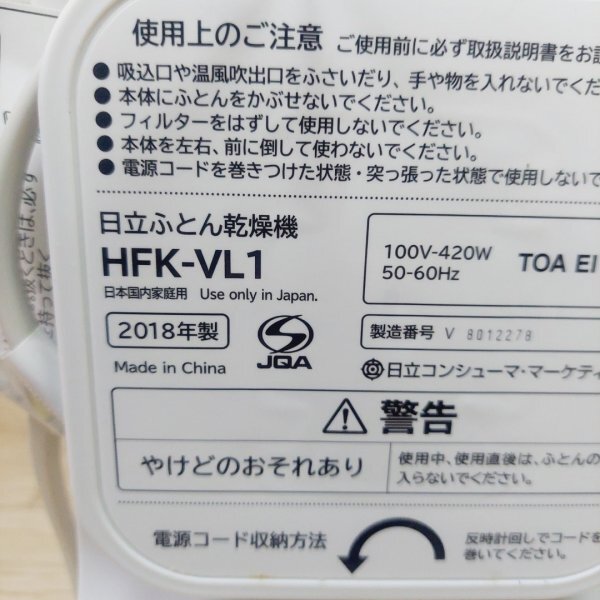 使用上のご注意 ご使用前に必ず取扱説明書をお読
● 吸込口や温風吹出口をふさいだり、手や物を入れないでくだ
● 本体にふとんをかぶせないでください。
● フィルターをはずして使用しないでください。
● 本体を左右、前に倒して使わないでください。
● 電源コードを巻きつけた状態・突っ張った状態で使用しないで
日立ふとん乾燥機
HFK-VL1
日本国内家庭用 Use only in Japan.
2018年製
JQA
Made in China
100V-420W
50-60Hz
TOA EI
製造番号 V 8012278
日立コンシューマ・マーケティ
警告
やけどのおそれあり
使用中、使用直後は、ふとんの
入らないでください。
電源コード収納方法
反時計回しでコードを
巻いてください。